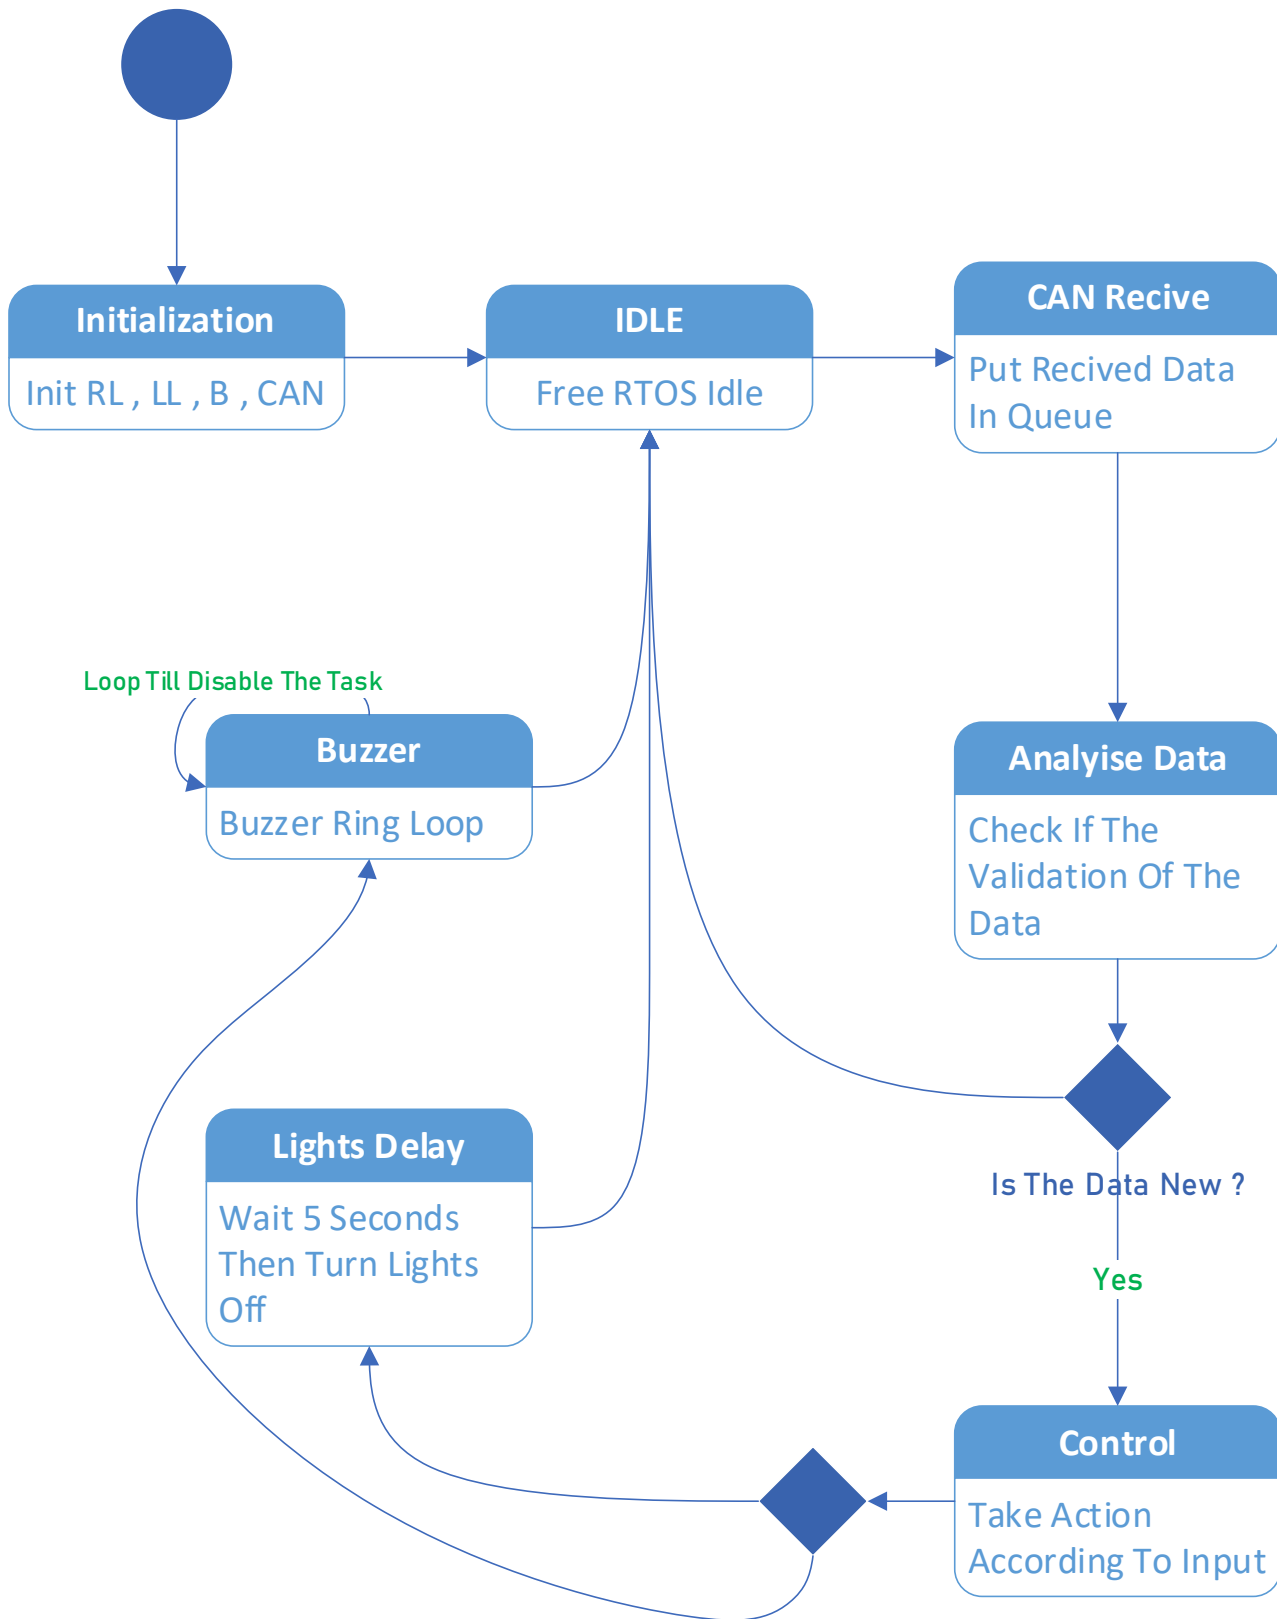 Initialization
Init RL , LL , B , CAN
IDLE
Free RTOS Idle
CAN Recive
Put Recived Data
In Queue
Loop Till Disable The Task
Buzzer
Buzzer Ring Loop
Analyise Data
Check If The
Validation Of The
Data
Lights Delay
Wait 5 Seconds
Then Turn Lights
Off
Is The Data New ?
Yes
Control
Take Action
According To Input